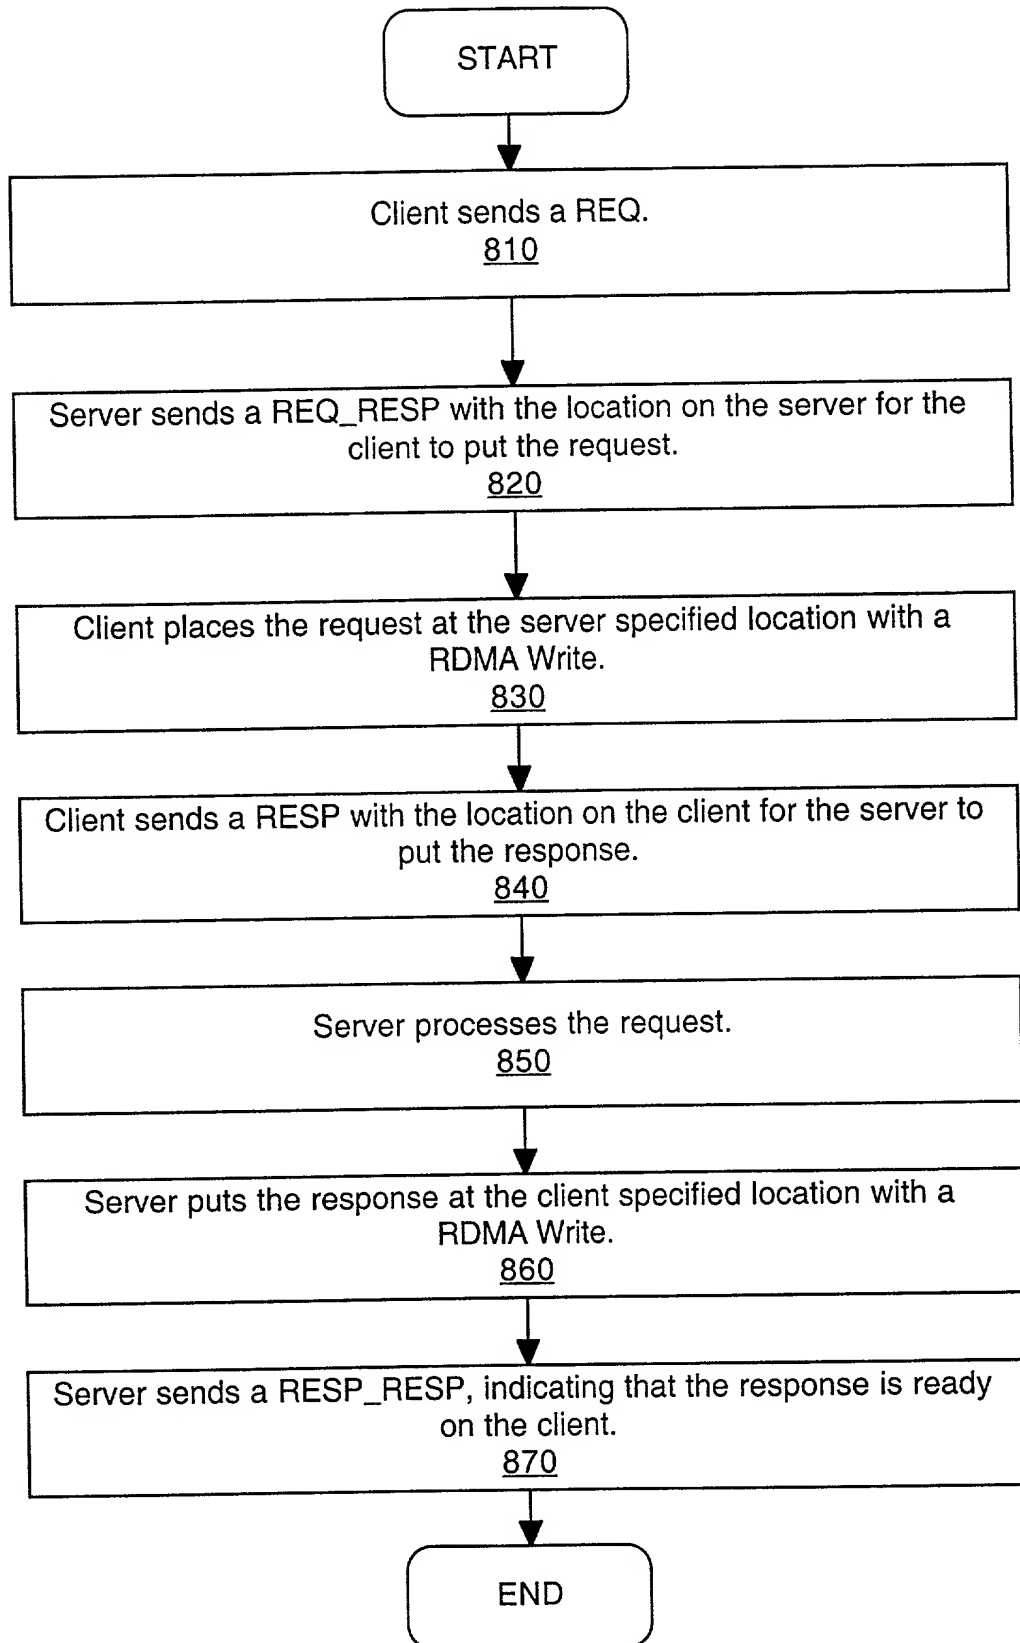 START
Client sends a REQ.
810
Server sends a REQ_RESP with the location on the server for the
client to put the request.
820
Client places the request at the server specified location with a
RDMA Write.
830
Client sends a RESP with the location on the client for the server to
put the response.
840
Server processes the request.
850
Server puts the response at the client specified location with a
RDMA Write.
860
Server sends a RESP_RESP, indicating that the response is ready
on the client.
870
END